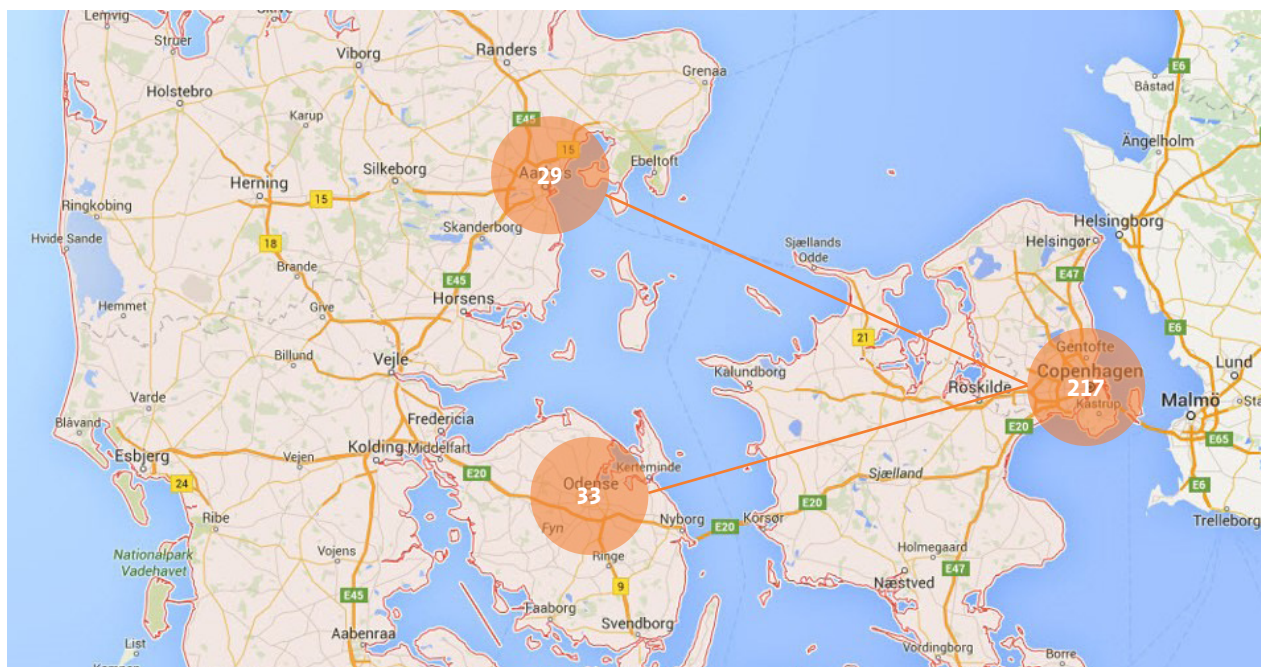 Lemvig
Struer
Viborg
Randers
Grenaa
E6
Båstad
Holstebro
Karup
E45
15
Ängelholm
Silkeborg
29
Ebeltoft
Herning
15
Ringkobing
Skanderborg
Helsingborg
Hvide Sande
18
Sjællands
Odde
Helsingør
Brande
E45
E47
Hemmet
Give
Horsens
E6
21
Gentofte
Billund
Vejle
Kalundborg
Copenhagen
Lund
Roskilde
217
Varde
Kastrup
Malmö
Blåvand
Fredericia
E20
E65
Esbjerg
Vejen
Kolding
Middelfart
E20
Kerteminde
Sjælland
24
Odense
33
E6
E20
Ribe
Fyn
Nyborg
E20
Korsør
Trelleborg
Nationalpark
Vadehavet
Vojens
Ringe
Holmegaard
9
Næstved
E47
E45
Faaborg
Svendborg
Aabenraa
List
Vordingborg
Borre